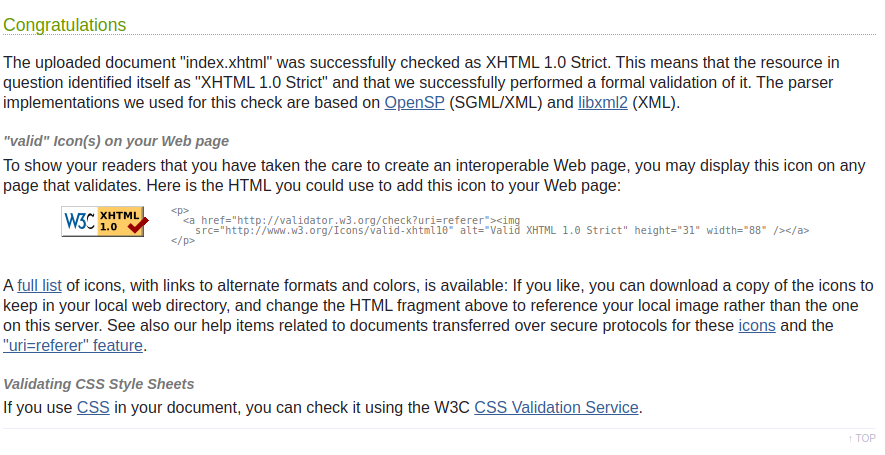 Congratulations
The uploaded document "index.xhtml" was successfully checked as XHTML 1.0 Strict. This means that the resource in
question identified itself as "XHTML 1.0 Strict" and that we successfully performed a formal validation of it. The parser
implementations we used for this check are based on OpenSP (SGML/XML) and libxml2 (XML).
"valid" Icon(s) on your Web page
To show your readers that you have taken the care to create an interoperable Web page, you may display this icon on any
page that validates. Here is the HTML you could use to add this icon to your Web page:
W3C XHTML
1.0
<p>
  <a href="http://validator.w3.org/check?uri=referer"><img
    src="http://www.w3.org/Icons/valid-xhtml10" alt="Valid XHTML 1.0 Strict" height="31" width="88" /></a>
</p>
A full list of icons, with links to alternate formats and colors, is available: If you like, you can download a copy of the icons to
keep in your local web directory, and change the HTML fragment above to reference your local image rather than the one
on this server. See also our help items related to documents transferred over secure protocols for these icons and the
"uri=referer" feature.
Validating CSS Style Sheets
If you use CSS in your document, you can check it using the W3C CSS Validation Service.
↑ TOP